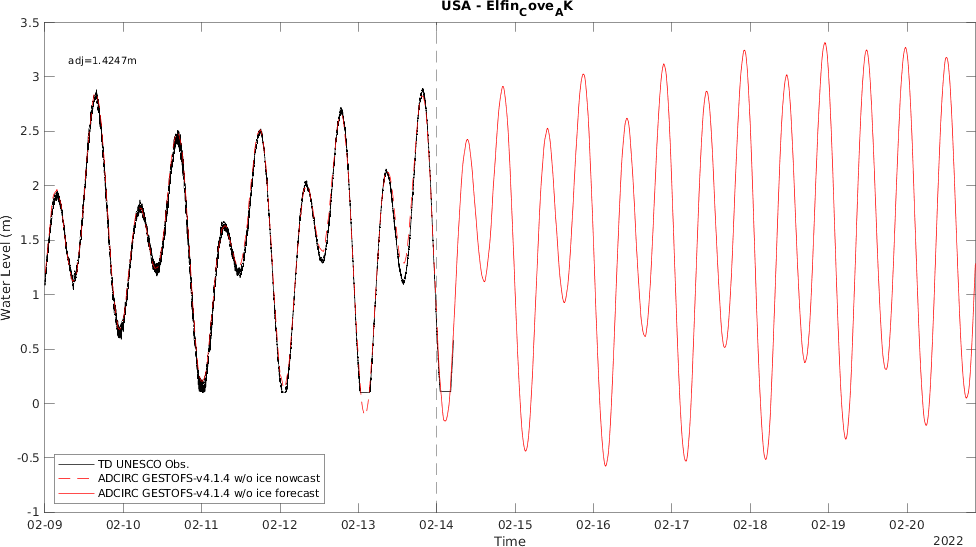 USA - Elfin_Cove_AK
adj=1.4247m
3.5
3
2.5
2
1.5
1
0.5
0
-0.5
-1
Water Level (m)
TD UNESCO Obs.
ADCIRC GESTOFS-v4.1.4 w/o ice nowcast
ADCIRC GESTOFS-v4.1.4 w/o ice forecast
02-09 02-10 02-11 02-12 02-13 02-14 02-15 02-16 02-17 02-18 02-19 02-20
Time
2022